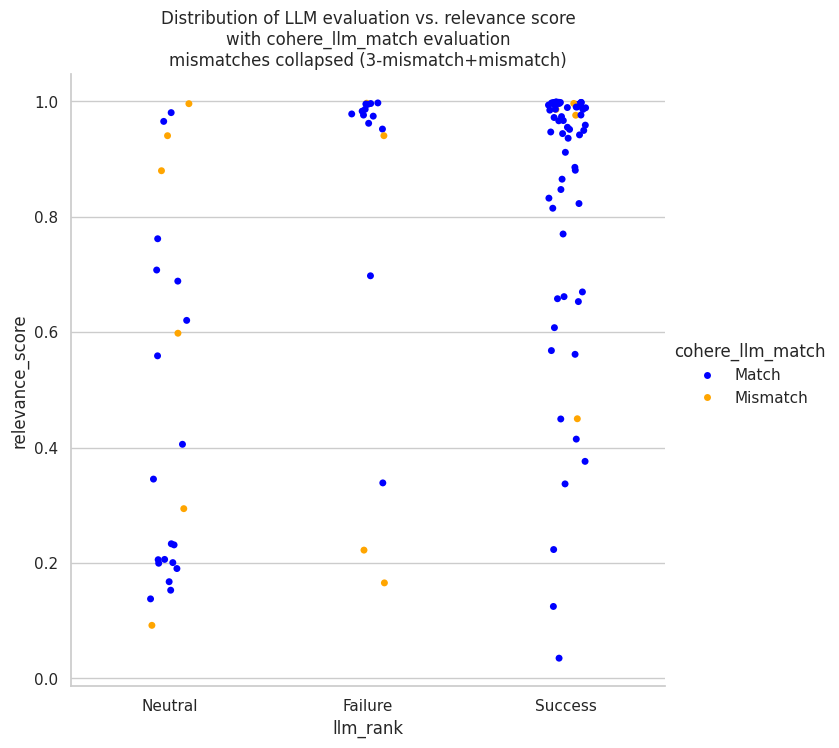 Distribution of LLM evaluation vs. relevance score
with cohere_llm_match evaluation
mismatches collapsed (3-mismatch+mismatch)
1.0
0.8
0.6
0.4
0.2
0.0
relevance_score
Neutral
Failure
Success
llm_rank
cohere_llm_match
Match
Mismatch